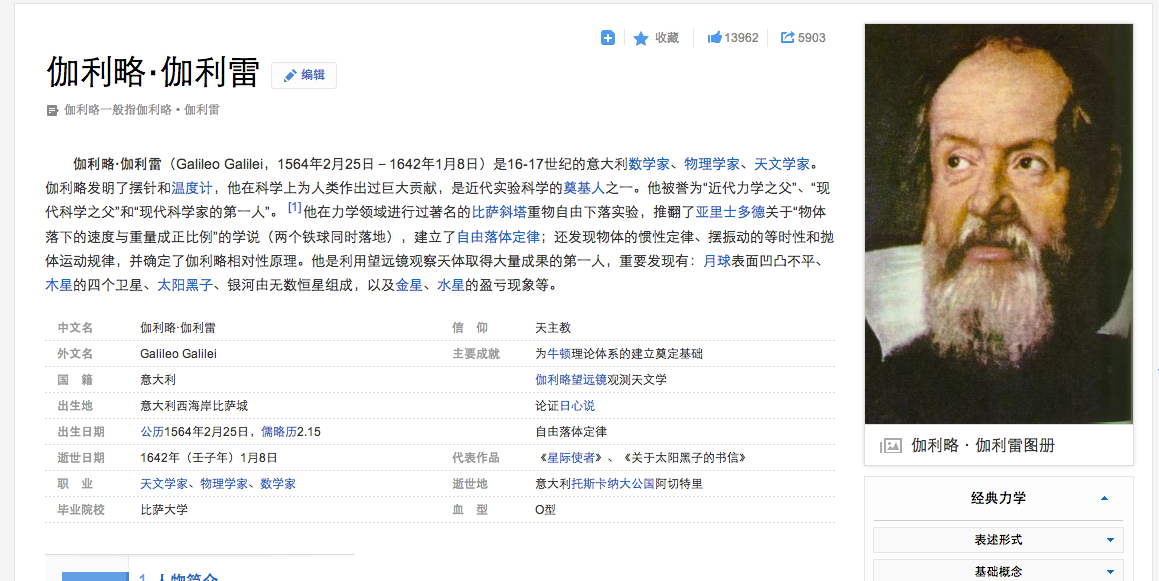 收藏 13962 5903
伽利略·伽利雷 编辑
伽利略一般指伽利略·伽利雷
伽利略·伽利雷（Galileo Galilei，1564年2月25日 – 1642年1月8日）是16-17世纪的意大利数学家、物理学家、天文学家。
伽利略发明了摆针和温度计，他在科学上为人类作出过巨大贡献，是近代实验科学的奠基人之一。他被誉为“近代力学之父”、“现
代科学之父”和“现代科学家的第一人”。 [1] 他在力学领域进行过著名的比萨斜塔重物自由下落实验，推翻了亚里士多德关于“物体
落下的速度与重量成正比例”的学说（两个铁球同时落地），建立了自由落体定律；还发现物体的惯性定律、摆振动的等时性和抛
体运动规律，并确定了伽利略相对性原理。他是利用望远镜观察天体取得大量成果的第一人，重要发现有：月球表面凹凸不平、
木星的四个卫星、太阳黑子、银河由无数恒星组成，以及金星、水星的盈亏现象等。
中文名 伽利略·伽利雷
外文名 Galileo Galilei
国 籍 意大利
出生地 意大利西海岸比萨城
出生日期 公历1564年2月25日，儒略历2.15
逝世日期 1642年（壬子年）1月8日
职 业 天文学家、物理学家、数学家
毕业院校 比萨大学
信 仰 天主教
主要成就 为牛顿理论体系的建立奠定基础
伽利略望远镜观测天文学
论证日心说
自由落体定律
代表作品 《星际使者》、《关于太阳黑子的书信》
逝世地 意大利托斯卡纳大公国阿切特里
血 型 O型
1 人物简介
伽利略·伽利雷图册
经典力学
表述形式
基础概念